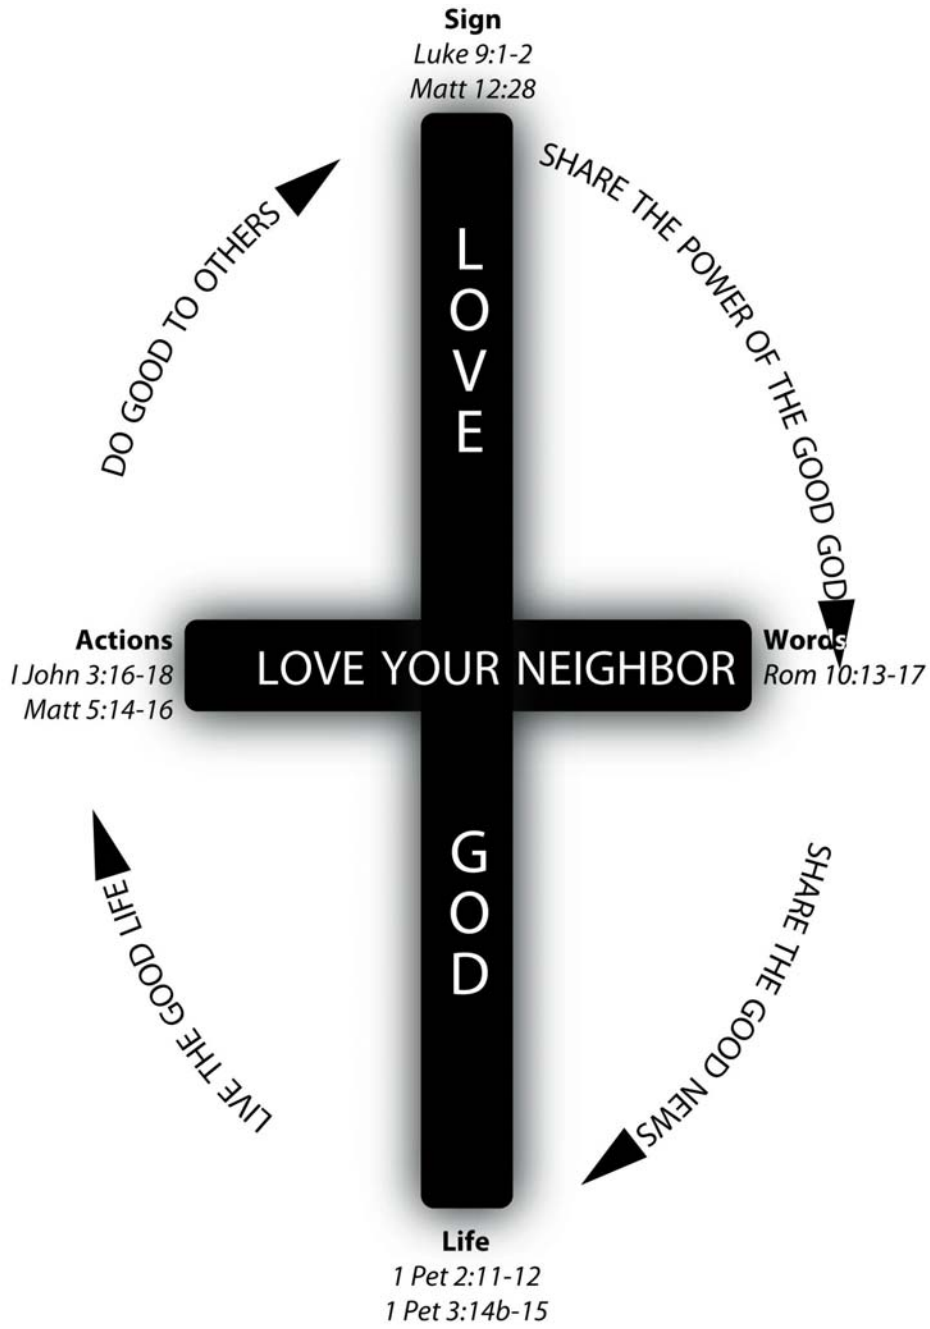 Sign
Luke 9:1-2
Matt 12:28
SHARE THE POWER OF THE GOOD GOD
DO GOOD TO OTHERS
LOVE
Actions
I John 3:16-18
Matt 5:14-16
LOVE YOUR NEIGHBOR
Words
Rom 10:13-17
GOD
SHARE THE GOOD NEWS
LIVE THE GOOD LIFE
Life
1 Pet 2:11-12
1 Pet 3:14b-15